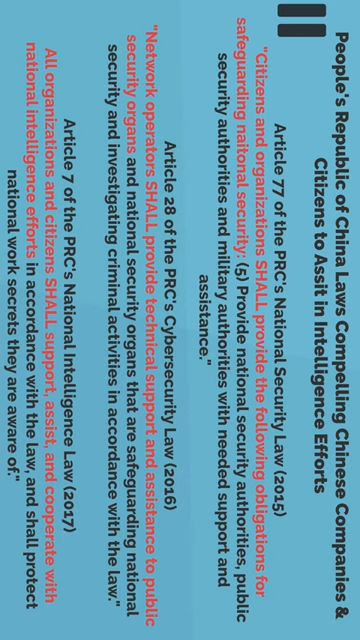 People's Republic of China Laws Compelling Chinese Companies &
Citizens to Assit in Intelligence Efforts
Article 77 of the PRC's National Security Law (2015)
"Citizens and organizations SHALL provide the following obligations for
safeguarding naitonal security: (5) Provide national security authorities, public
security authorities and military authorities with needed support and
assistance."
Article 28 of the PRC's Cybersecurity Law (2016)
"Network operators SHALL provide technical support and assistance to public
security organs and national security organs that are safeguarding national
security and investigating criminal activities in accordance with the law."
Article 7 of the PRC's National Intelligence Law (2017)
All organizations and citizens SHALL support, assist, and cooperate with
national intelligence efforts in accordance with the law, and shall protect
national work secrets they are aware of."